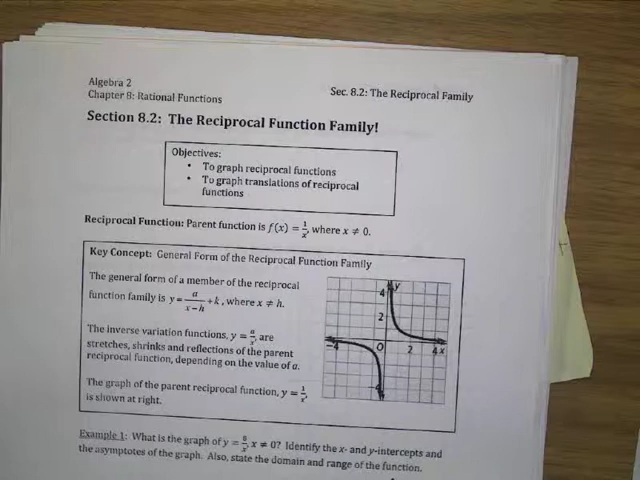 Algebra 2
Chapter 8: Rational Functions
Sec. 8.2: The Reciprocal Family
Section 8.2: The Reciprocal Function Family!
Objectives:
• To graph reciprocal functions
• To graph translations of reciprocal
functions
Reciprocal Function: Parent function is f(x) = 1/x, where x ≠ 0.
Key Concept: General Form of the Reciprocal Function Family
The general form of a member of the reciprocal
function family is y = a/(x−h) + k, where x ≠ h.
The inverse variation functions, y = a/x, are
stretches, shrinks and reflections of the parent
reciprocal function, depending on the value of a.
The graph of the parent reciprocal function, y = 1/x,
is shown at right.
4 y
2
−4 O 2 4 x
Example 1: What is the graph of y = 8/x, x ≠ 0? Identify the x- and y-intercepts and
the asymptotes of the graph. Also, state the domain and range of the function.